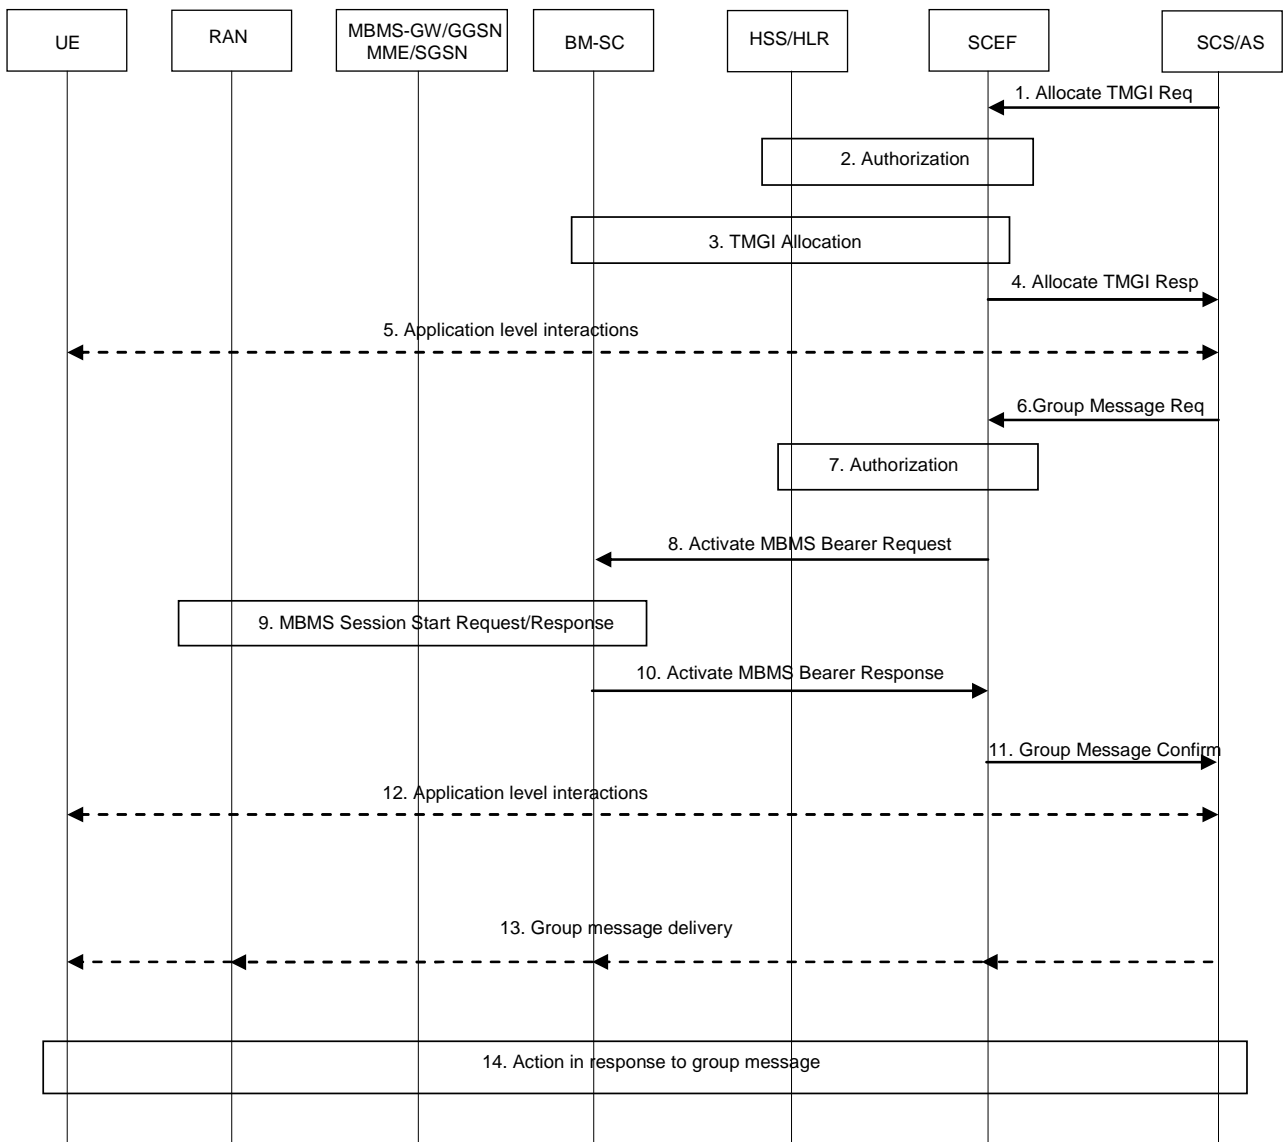 UE
RAN
MBMS-GW/GGSN
MME/SGSN
BM-SC
HSS/HLR
SCEF
SCS/AS
1. Allocate TMGI Req
2. Authorization
3. TMGI Allocation
4. Allocate TMGI Resp
5. Application level interactions
6.Group Message Req
7. Authorization
8. Activate MBMS Bearer Request
9. MBMS Session Start Request/Response
10. Activate MBMS Bearer Response
11. Group Message Confirm
12. Application level interactions
13. Group message delivery
14. Action in response to group message